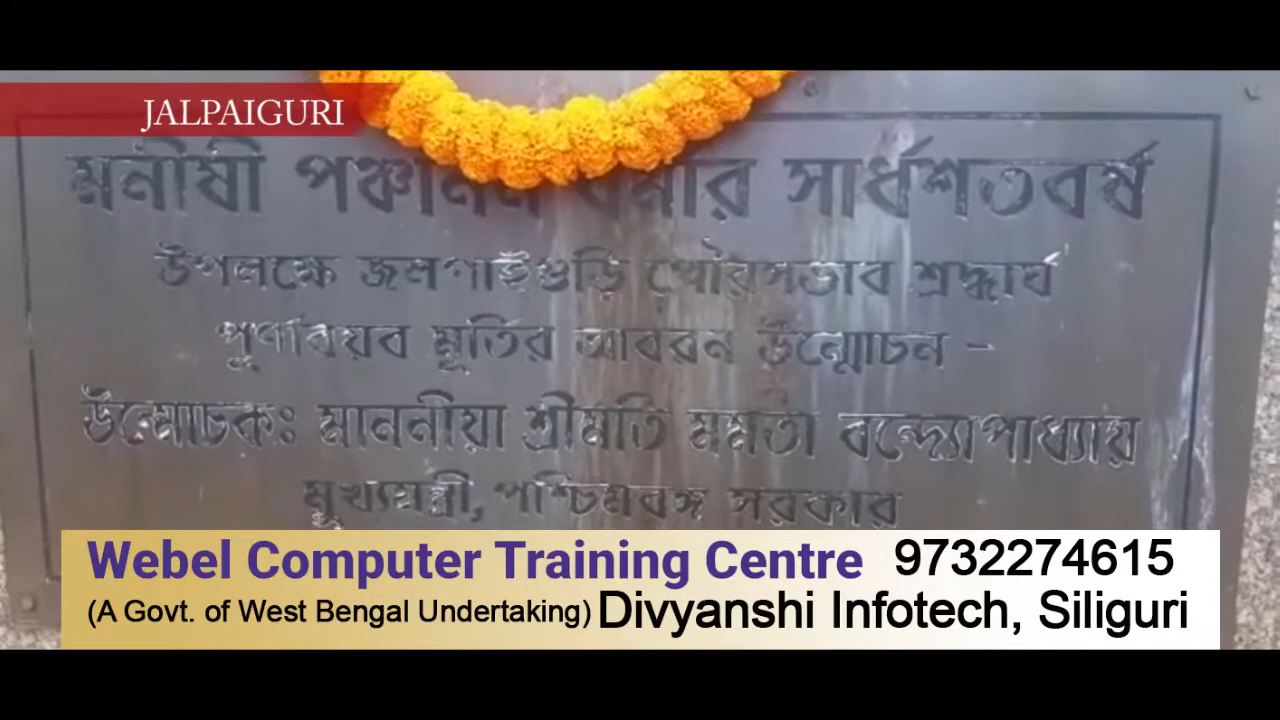 JALPAIGURI
মনীষী পঞ্চানন বর্মার সার্ধশতবর্ষ
উপলক্ষে জলপাইগুড়ি পৌরসভার শ্রদ্ধার্ঘ
পূর্ণাবয়ব মূর্তির আবরন উন্মোচন –
উন্মোচকঃ মাননীয়া শ্রীমতি মমতা বন্দ্যোপাধ্যায়
মুখ্যমন্ত্রী, পশ্চিমবঙ্গ সরকার
Webel Computer Training Centre 9732274615
(A Govt. of West Bengal Undertaking) Divyanshi Infotech, Siliguri